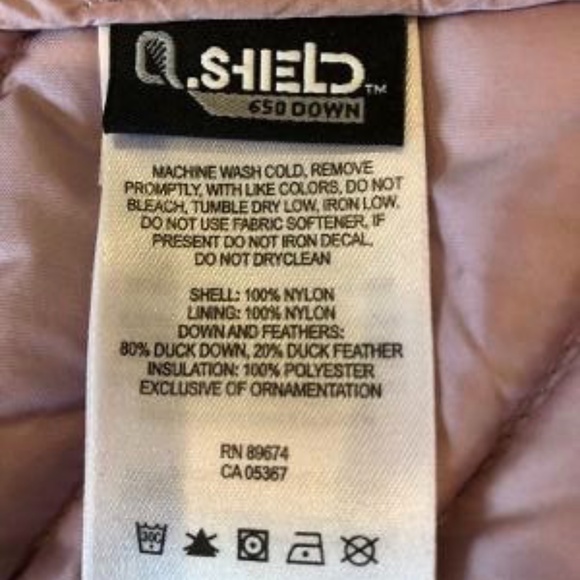 Q.SHIELD™
650 DOWN
MACHINE WASH COLD, REMOVE
PROMPTLY, WITH LIKE COLORS, DO NOT
BLEACH, TUMBLE DRY LOW, IRON LOW.
DO NOT USE FABRIC SOFTENER, IF
PRESENT DO NOT IRON DECAL,
DO NOT DRYCLEAN
SHELL: 100% NYLON
LINING: 100% NYLON
DOWN AND FEATHERS:
80% DUCK DOWN, 20% DUCK FEATHER
INSULATION: 100% POLYESTER
EXCLUSIVE OF ORNAMENTATION
RN 89674
CA 05367
30C